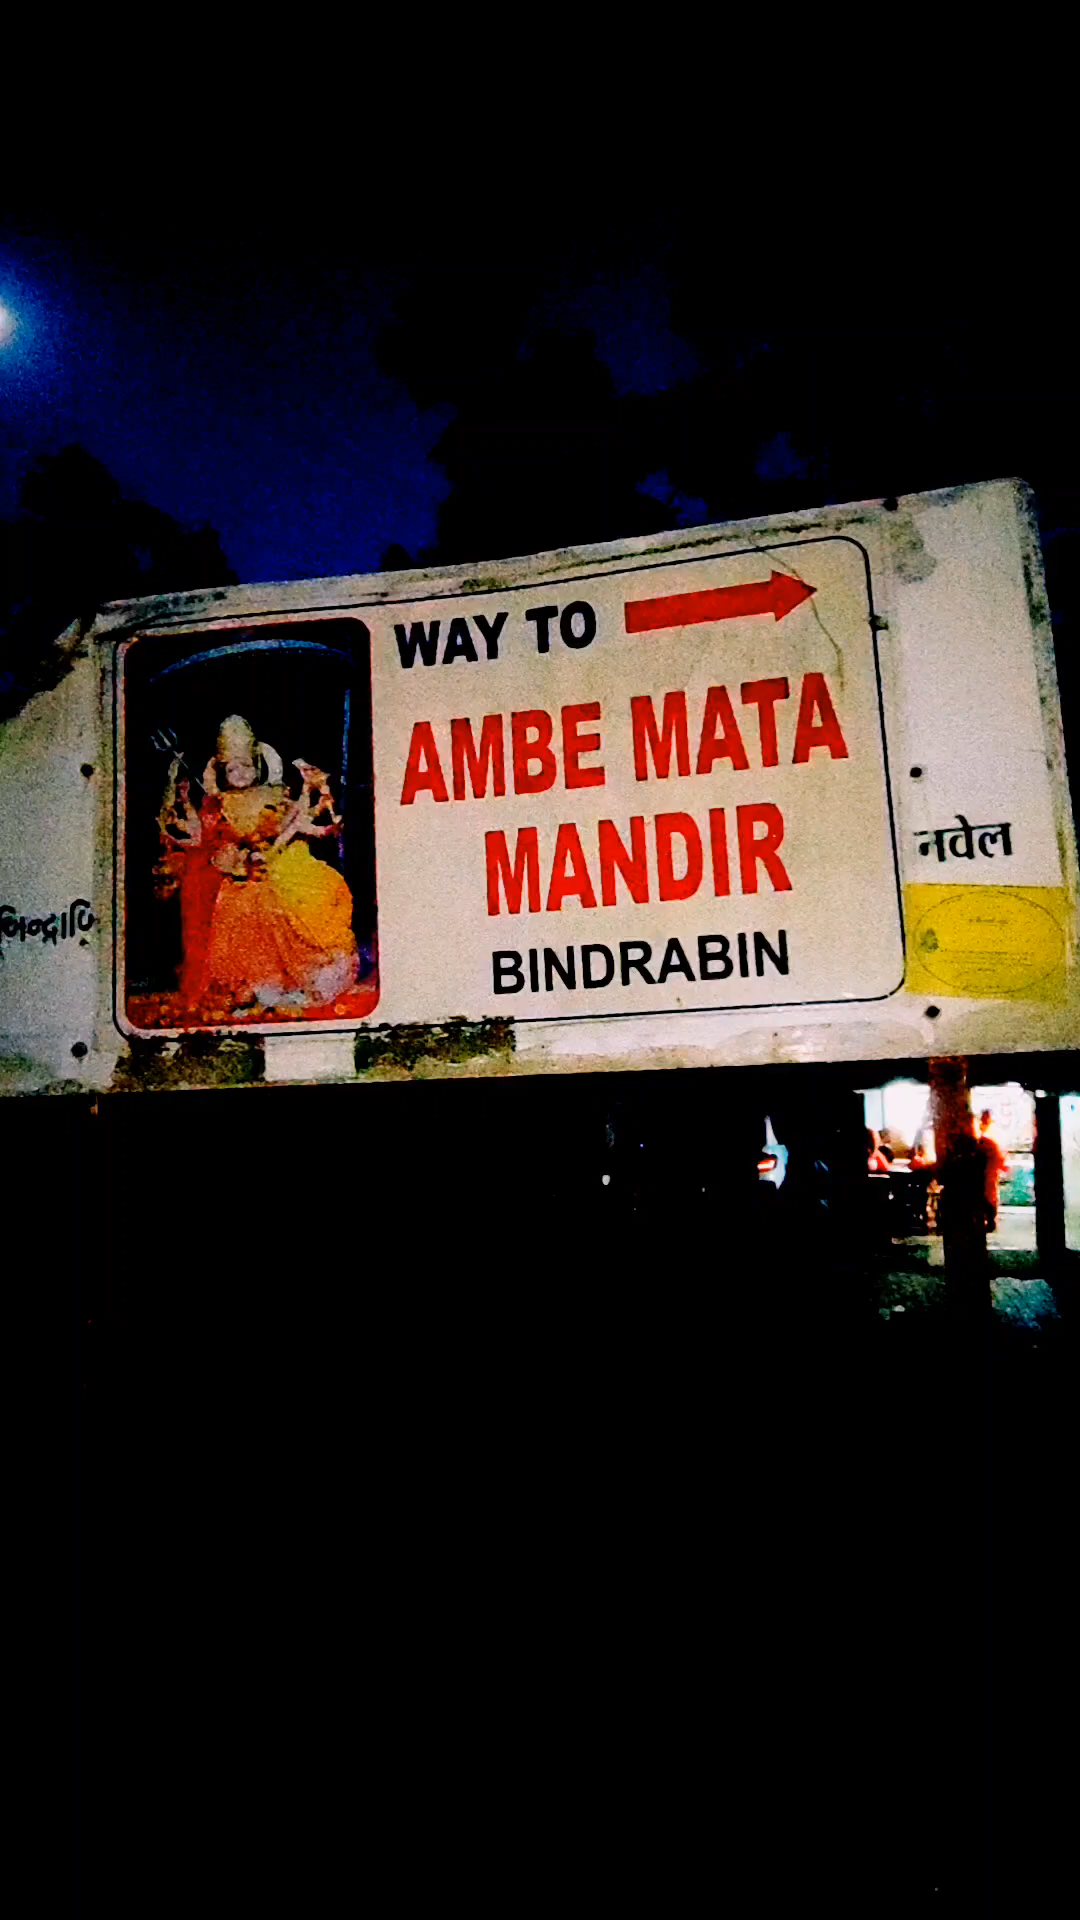 WAY TO
AMBE MATA
MANDIR
BINDRABIN
नवेल